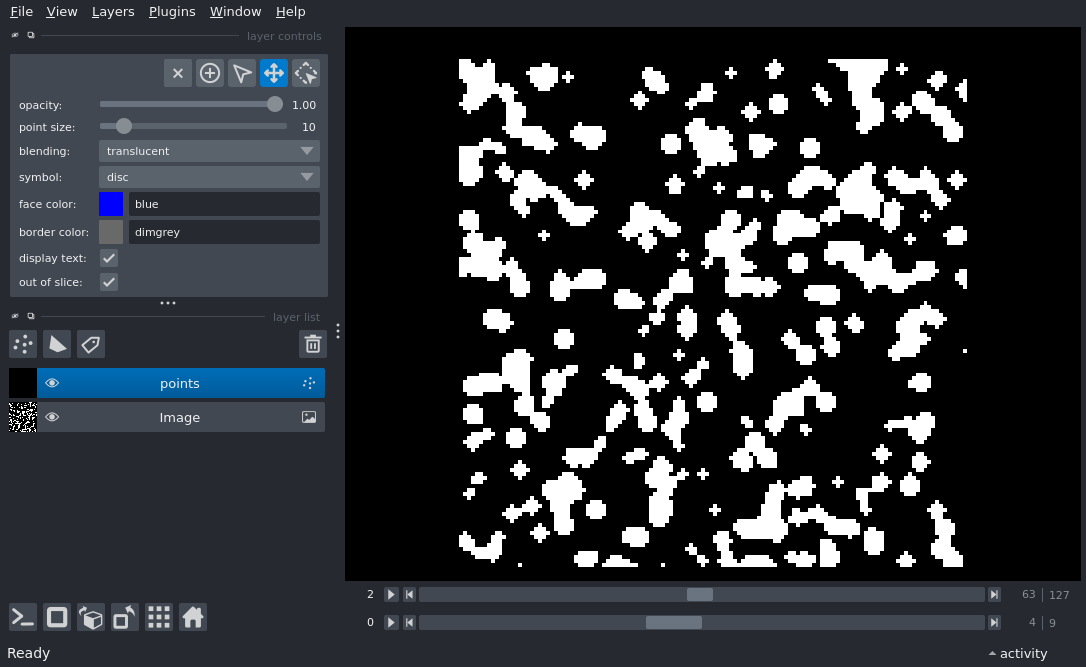 File View Layers Plugins Window Help
layer controls
opacity: 1.00
point size: 10
blending: translucent
symbol: disc
face color: blue
border color: dimgrey
display text:
out of slice:
layer list
points
Image
2 63 127
0 4 9
Ready activity